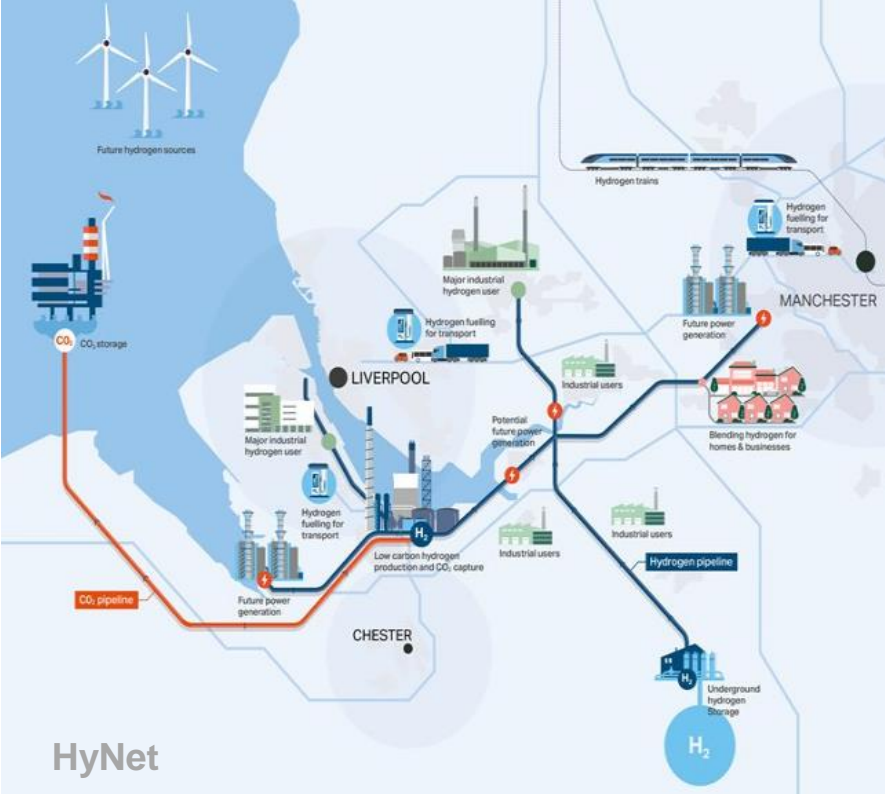 Future hydrogen sources
Hydrogen trains
Hydrogen
fuelling for
transport
MANCHESTER
Major industrial
hydrogen user
Future power
generation
CO₂
CO₂ storage
Hydrogen fuelling
for transport
LIVERPOOL
Industrial users
Major industrial
hydrogen user
Potential
future power
generation
Blending hydrogen for
homes & businesses
Hydrogen
fuelling for
transport
H₂
Low carbon hydrogen
production and CO₂ capture
Industrial users
Industrial users
Hydrogen pipeline
CO₂ pipeline
Future power
generation
CHESTER
H₂
Underground
hydrogen
Storage
H₂
HyNet